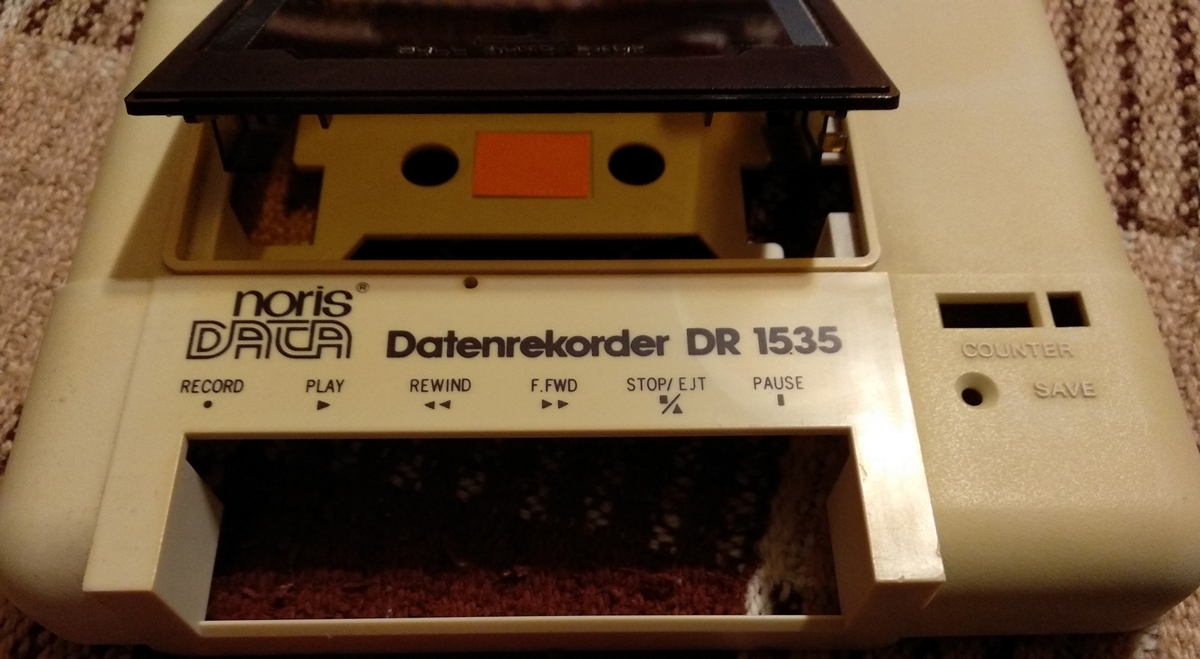 noris®
DATA
Datenrekorder DR 1535
RECORD PLAY REWIND F.FWD STOP/EJT PAUSE
COUNTER
SAVE